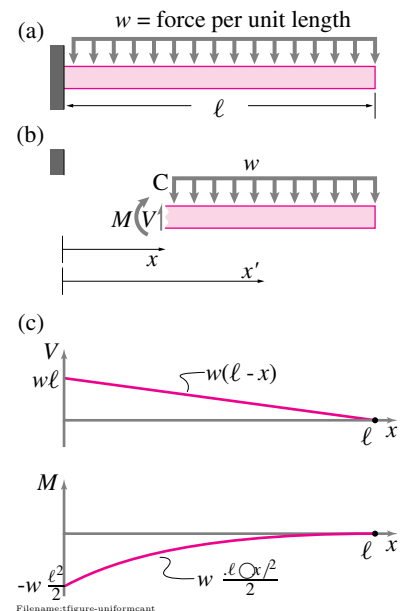 (a)
w = force per unit length
ℓ
(b)
w
C
M
V
x
x′
(c)
V
wℓ
w(ℓ - x)
ℓ
x
M
ℓ
x
-w ℓ²/2
w .ℓ◯x/²/2
Filename:tfigure-uniformcant